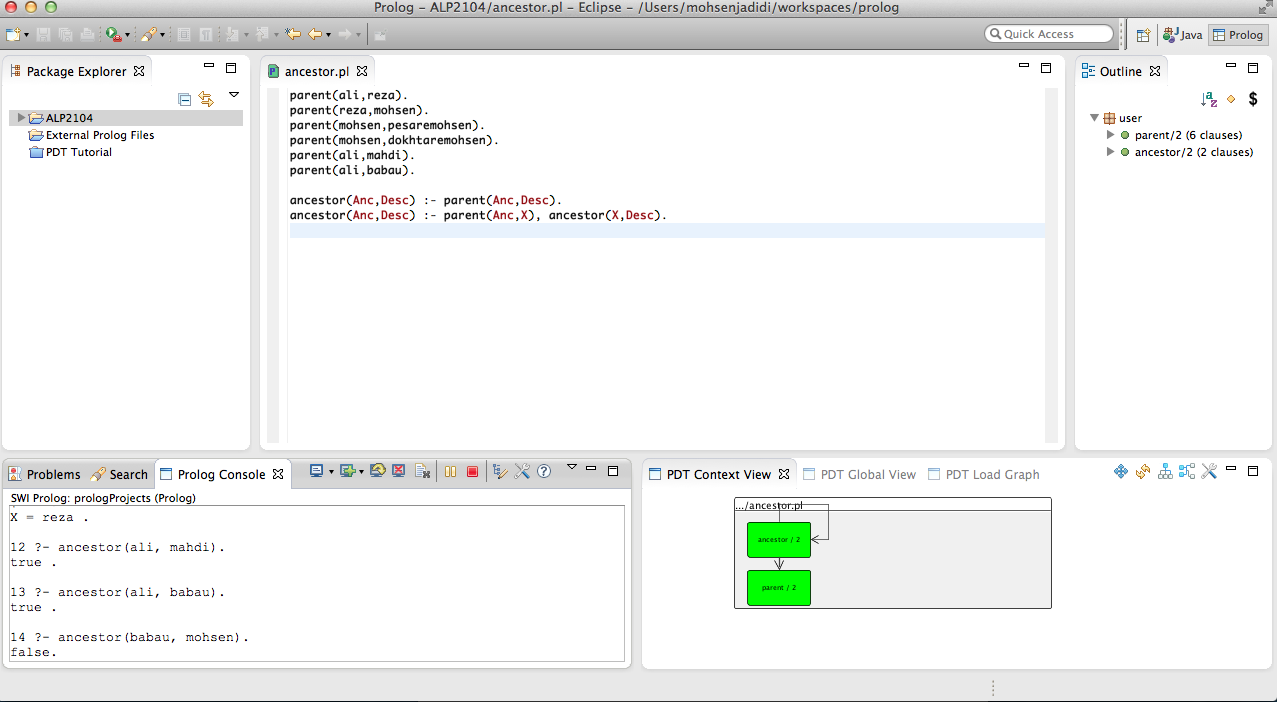 Prolog – ALP2104/ancestor.pl – Eclipse – /Users/mohsenjadidi/workspaces/prolog
Quick Access
Java
Prolog
Package Explorer
ALP2104
External Prolog Files
PDT Tutorial
ancestor.pl
parent(ali,reza).
parent(reza,mohsen).
parent(mohsen,pesaremohsen).
parent(mohsen,dokhtaremohsen).
parent(ali,mahdi).
parent(ali,babau).
ancestor(Anc,Desc) :- parent(Anc,Desc).
ancestor(Anc,Desc) :- parent(Anc,X), ancestor(X,Desc).
Outline
user
parent/2 (6 clauses)
ancestor/2 (2 clauses)
Problems
Search
Prolog Console
SWI Prolog: prologProjects (Prolog)
X = reza .
12 ?- ancestor(ali, mahdi).
true .
13 ?- ancestor(ali, babau).
true .
14 ?- ancestor(babau, mohsen).
false.
PDT Context View
PDT Global View
PDT Load Graph
.../ancestor.pl
ancestor / 2
parent / 2